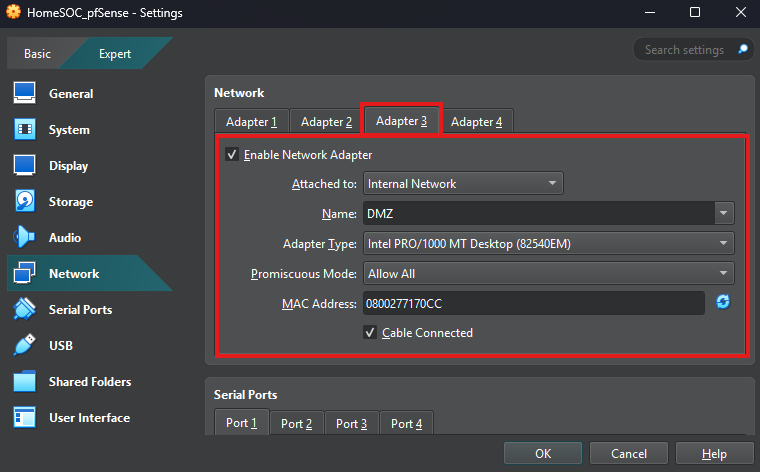 HomeSOC_pfSense - Settings
Basic
Expert
Search settings
General
System
Display
Storage
Audio
Network
Serial Ports
USB
Shared Folders
User Interface
Network
Adapter 1
Adapter 2
Adapter 3
Adapter 4
Enable Network Adapter
Attached to: Internal Network
Name: DMZ
Adapter Type: Intel PRO/1000 MT Desktop (82540EM)
Promiscuous Mode: Allow All
MAC Address: 0800277170CC
Cable Connected
Serial Ports
Port 1
Port 2
Port 3
Port 4
OK
Cancel
Help